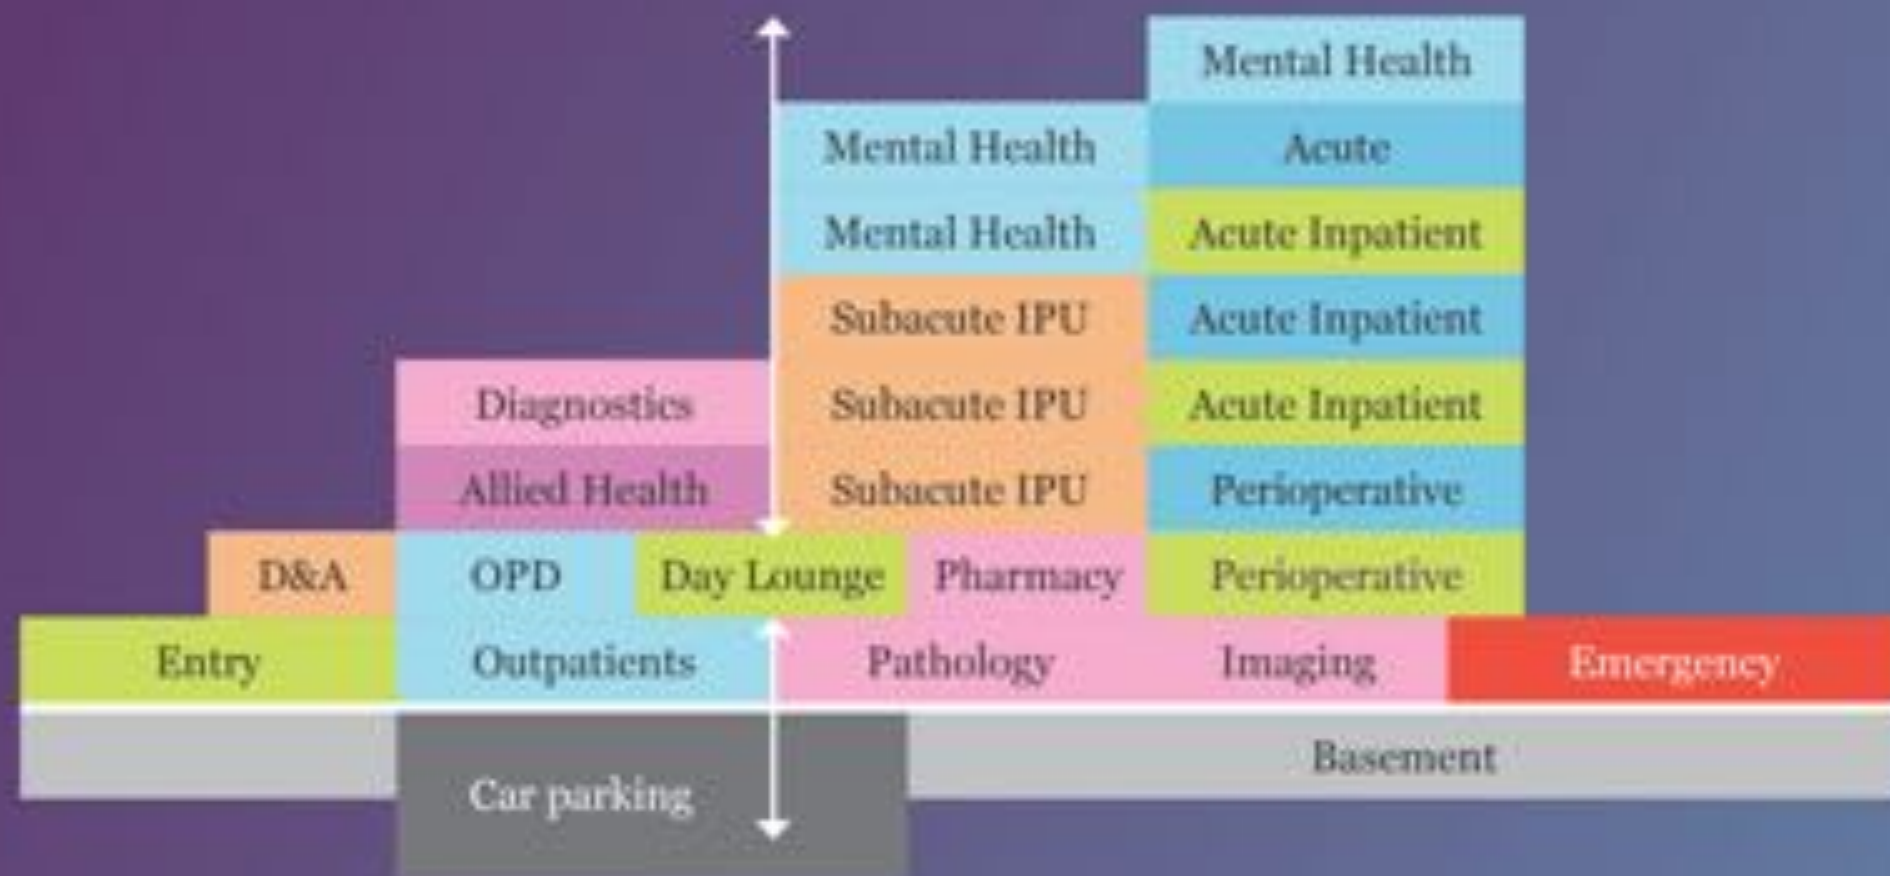 Mental Health
Mental Health Acute
Mental Health Acute Inpatient
Subacute IPU Acute Inpatient
Diagnostics Subacute IPU Acute Inpatient
Allied Health Subacute IPU Perioperative
D&A OPD Day Lounge Pharmacy Perioperative
Entry Outpatients Pathology Imaging Emergency
Basement
Car parking